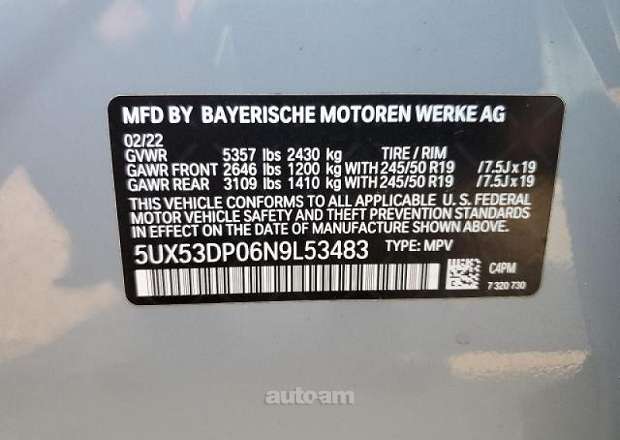 MFD BY BAYERISCHE MOTOREN WERKE AG
02/22
GVWR 5357 lbs 2430 kg TIRE / RIM
GAWR FRONT 2646 lbs 1200 kg WITH 245/50 R19 /7.5J x 19
GAWR REAR 3109 lbs 1410 kg WITH 245/50 R19 /7.5J x 19
THIS VEHICLE CONFORMS TO ALL APPLICABLE U. S. FEDERAL
MOTOR VEHICLE SAFETY AND THEFT PREVENTION STANDARDS
IN EFFECT ON THE DATE OF MANUFACTURE SHOWN ABOVE.
5UX53DP06N9L53483 TYPE: MPV
C4PM
7 320 730
auto-am